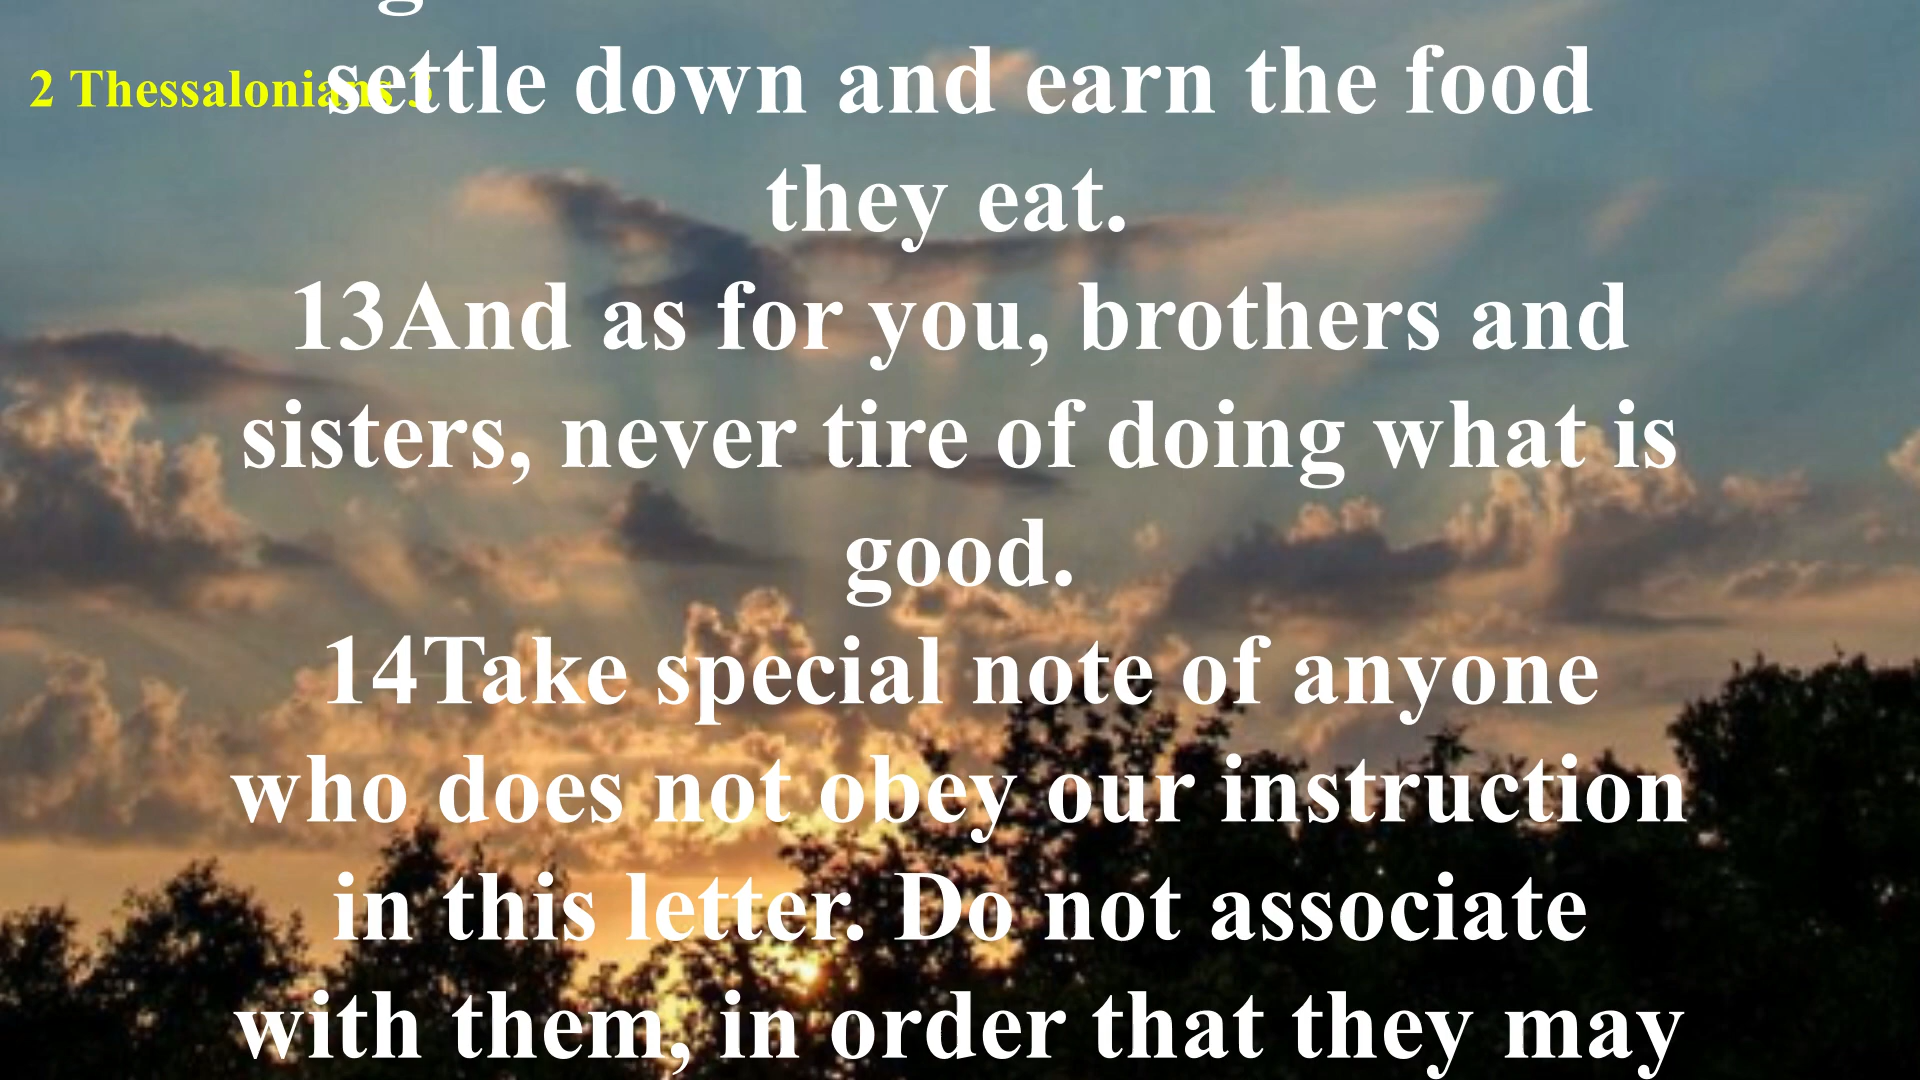 2 Thessalonians 3
settle down and earn the food
they eat.
13And as for you, brothers and
sisters, never tire of doing what is
good.
14Take special note of anyone
who does not obey our instruction
in this letter. Do not associate
with them, in order that they may